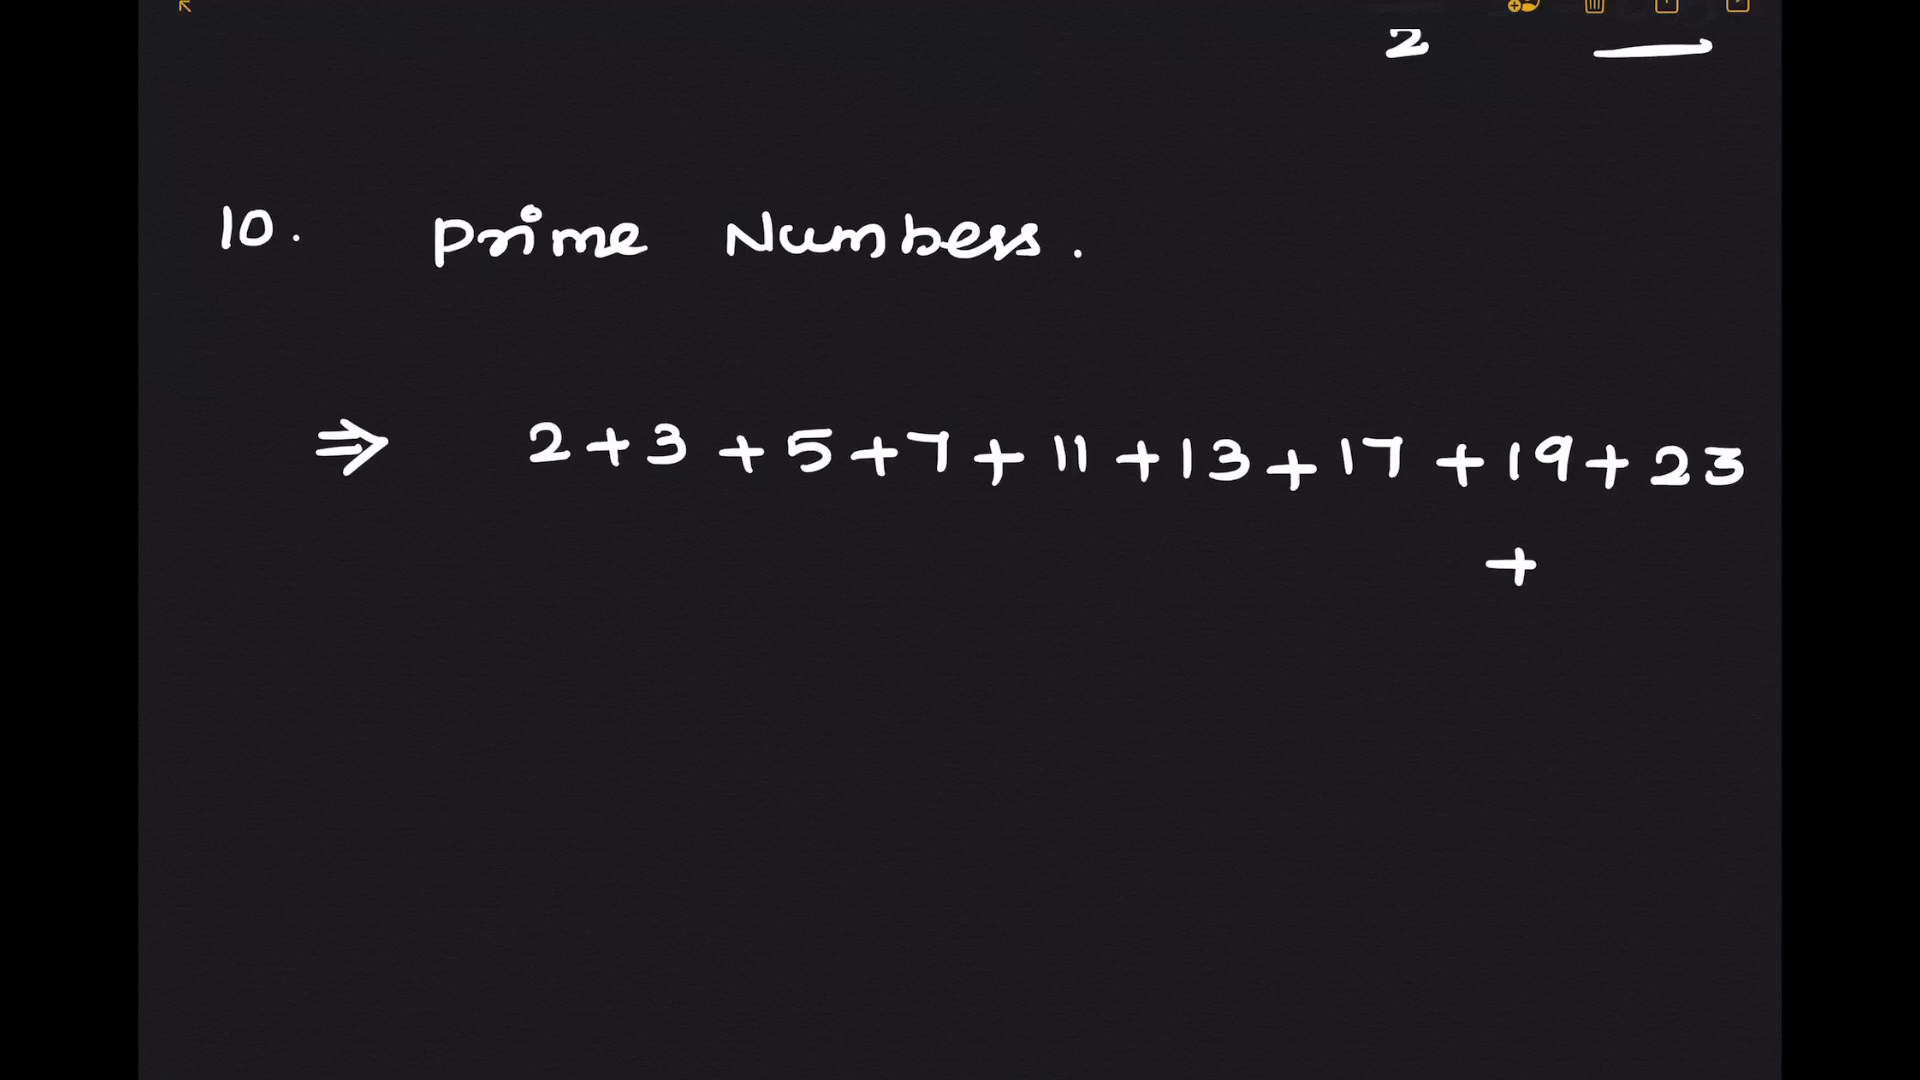 2
10. Prime Numbers.
⇒ 2 + 3 + 5 + 7 + 11 + 13 + 17 + 19 + 23
+